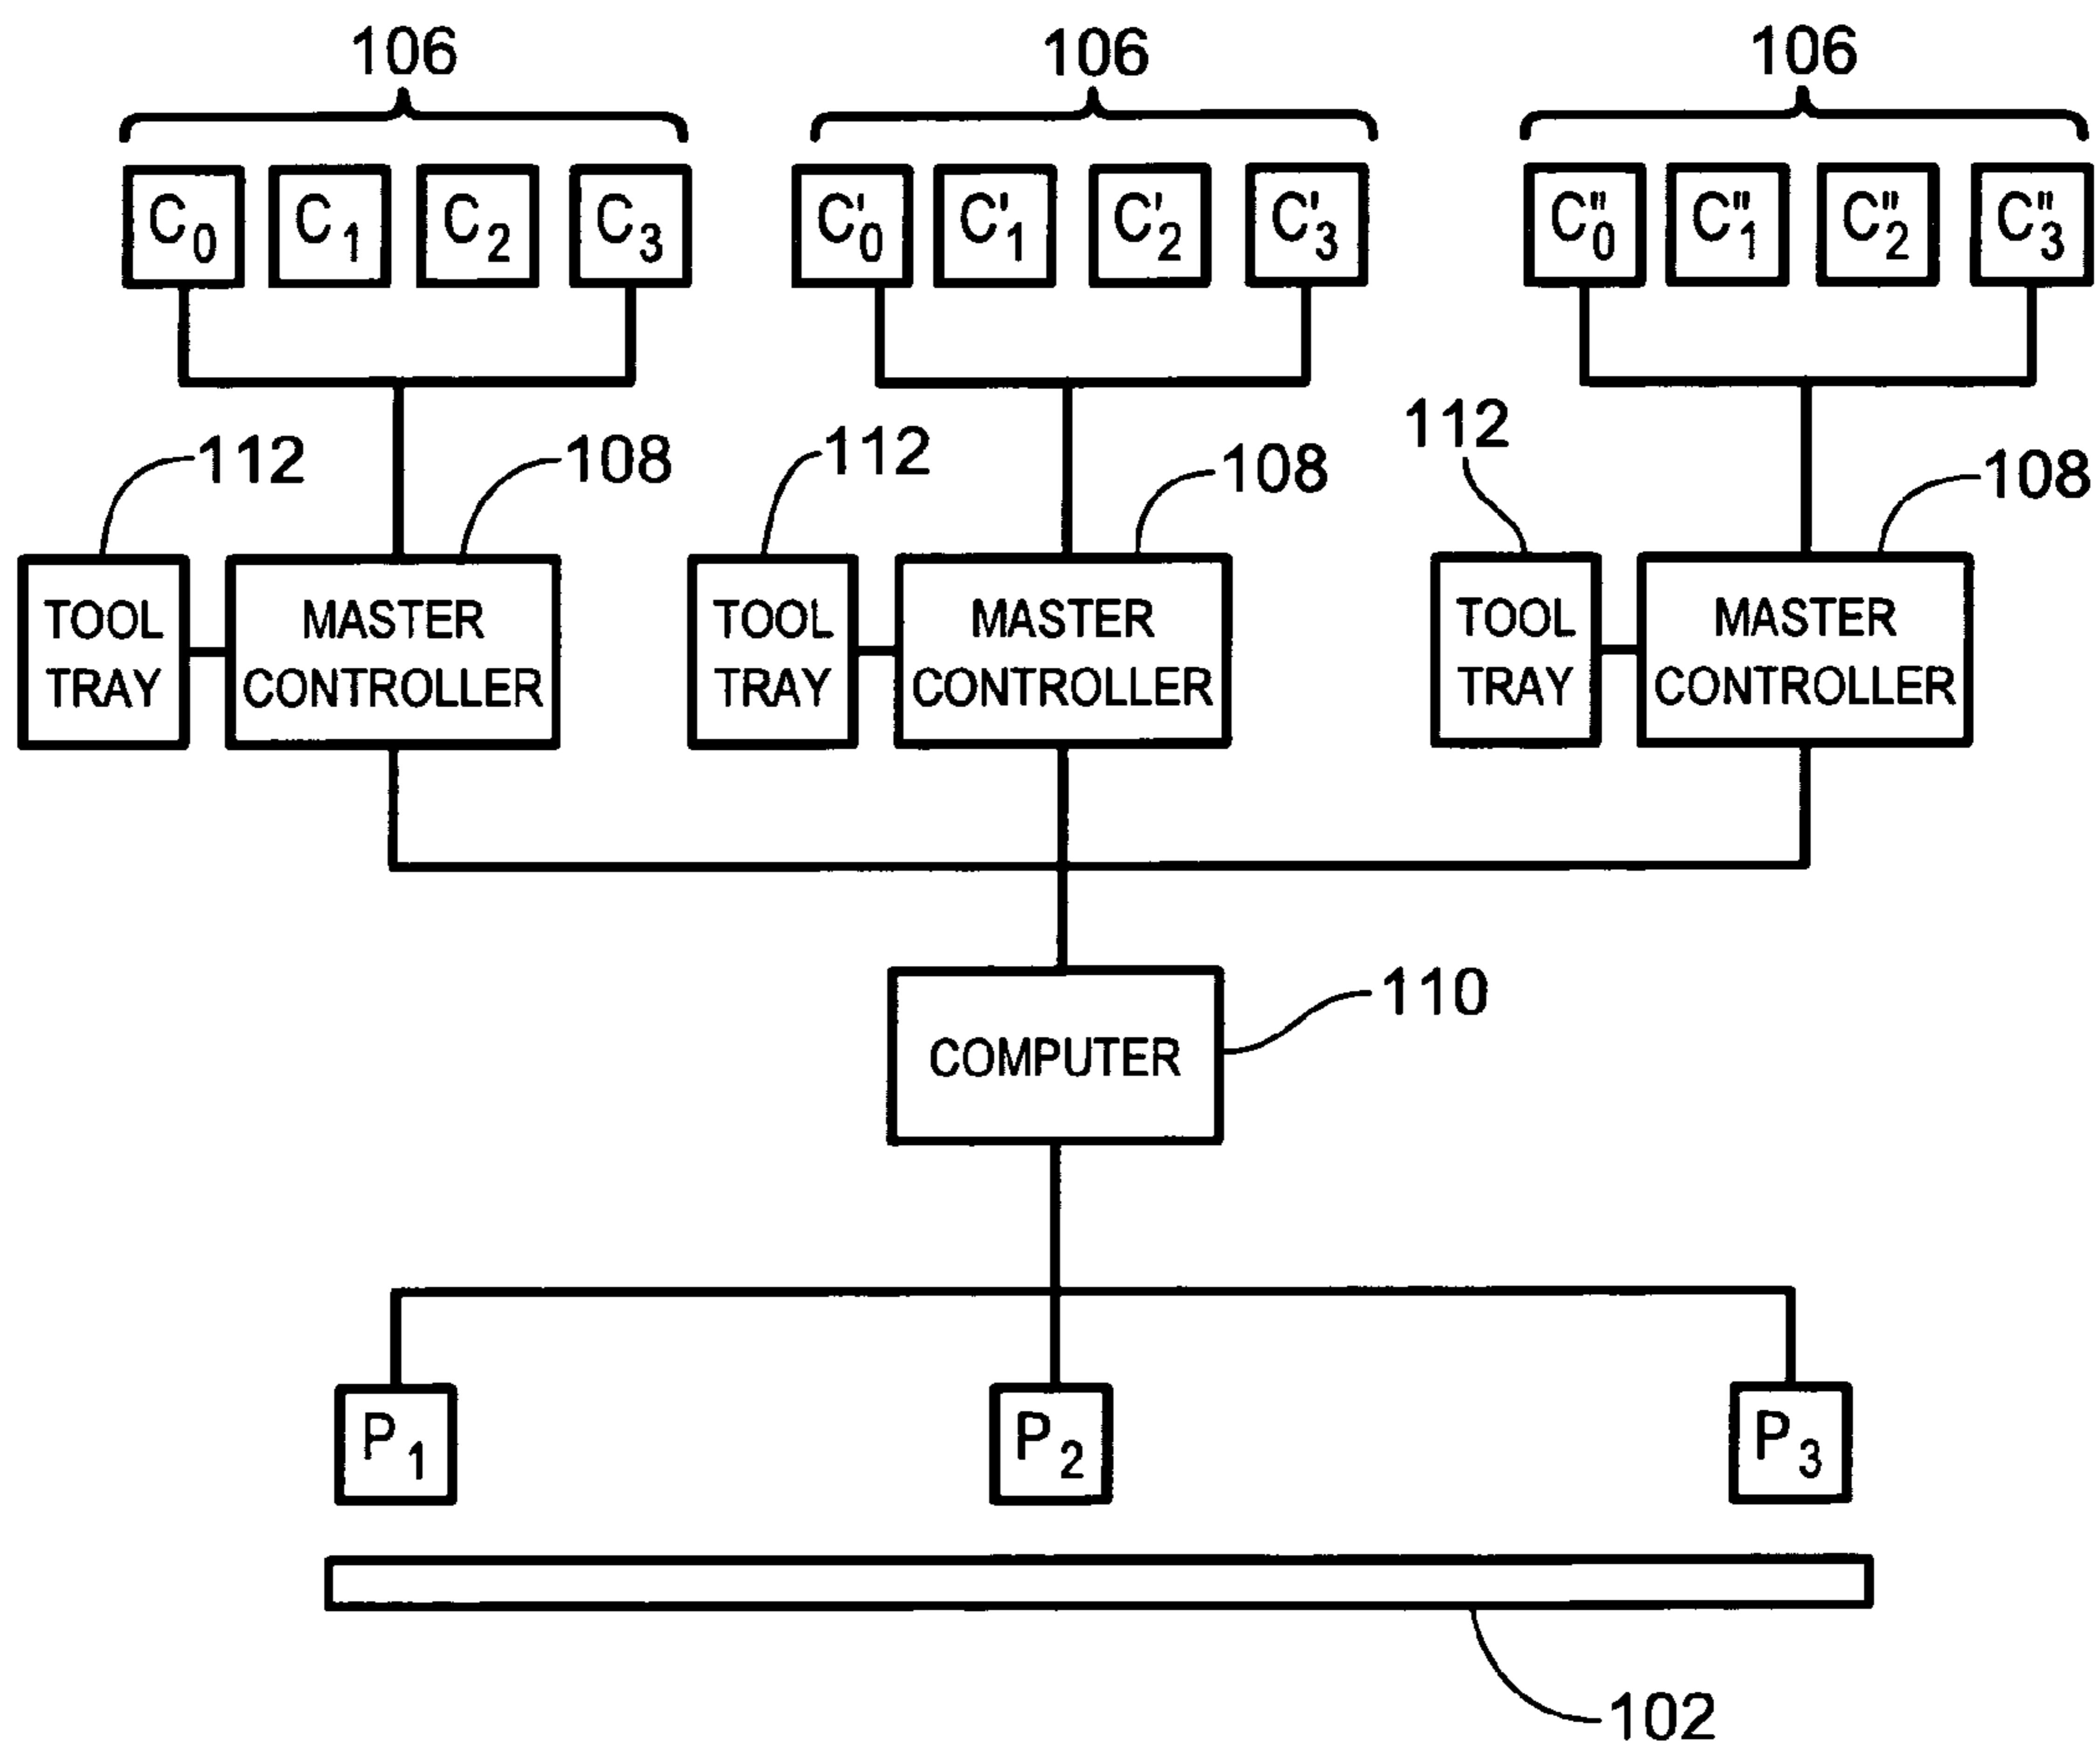 106 106 106
C0 C1 C2 C3 C'0 C'1 C'2 C'3 C"0 C"1 C"2 C"3
112 108 112 108 112 108
TOOL TRAY
MASTER CONTROLLER
TOOL TRAY
MASTER CONTROLLER
TOOL TRAY
MASTER CONTROLLER
COMPUTER 110
P1 P2 P3
102